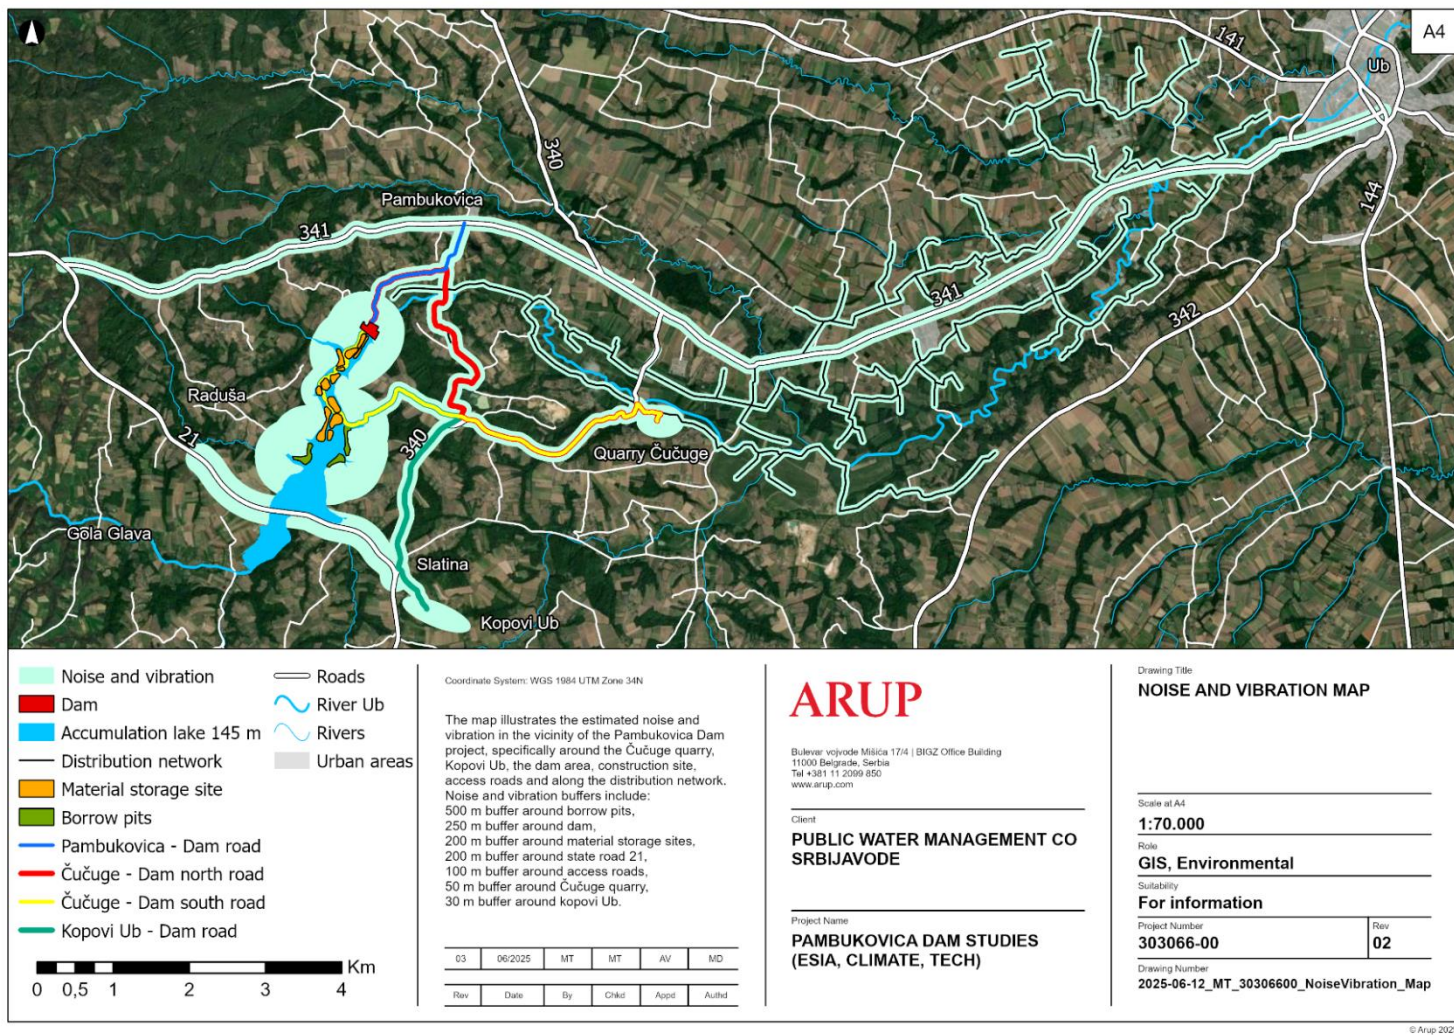 A4
141
Ub
340
Pambukovica
144
341
341
342
Raduša
21
340
Quarry Čučuge
Gola Glava
Slatina
Kopovi Ub
Noise and vibration
Dam
Accumulation lake 145 m
Distribution network
Material storage site
Borrow pits
Pambukovica - Dam road
Čučuge - Dam north road
Čučuge - Dam south road
Kopovi Ub - Dam road
Roads
River Ub
Rivers
Urban areas
Km
0 0,5 1 2 3 4
Coordinate System: WGS 1984 UTM Zone 34N
The map illustrates the estimated noise and
vibration in the vicinity of the Pambukovica Dam
project, specifically around the Čučuge quarry,
Kopovi Ub, the dam area, construction site,
access roads and along the distribution network.
Noise and vibration buffers include:
500 m buffer around borrow pits,
250 m buffer around dam,
200 m buffer around material storage sites,
200 m buffer around state road 21,
100 m buffer around access roads,
50 m buffer around Čučuge quarry,
30 m buffer around kopovi Ub.
03 06/2025 MT MT AV MD
Rev Date By Chkd Appd Authd
ARUP
Bulevar vojvode Mišića 17/4 | BIGZ Office Building
11000 Belgrade, Serbia
Tel +381 11 2099 850
www.arup.com
Client
PUBLIC WATER MANAGEMENT CO
SRBIJAVODE
Project Name
PAMBUKOVICA DAM STUDIES
(ESIA, CLIMATE, TECH)
Drawing Title
NOISE AND VIBRATION MAP
Scale at A4
1:70.000
Role
GIS, Environmental
Suitability
For information
Project Number Rev
303066-00 02
Drawing Number
2025-06-12_MT_30306600_NoiseVibration_Map
© Arup.